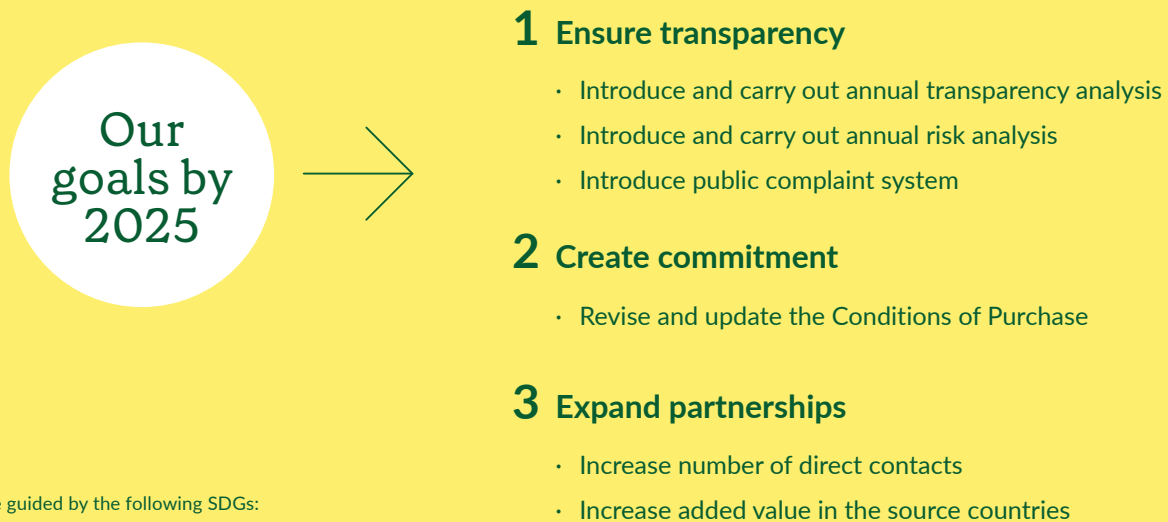 Our
goals by
2025
1 Ensure transparency
· Introduce and carry out annual transparency analysis
· Introduce and carry out annual risk analysis
· Introduce public complaint system
2 Create commitment
· Revise and update the Conditions of Purchase
3 Expand partnerships
· Increase number of direct contacts
· Increase added value in the source countries
guided by the following SDGs: